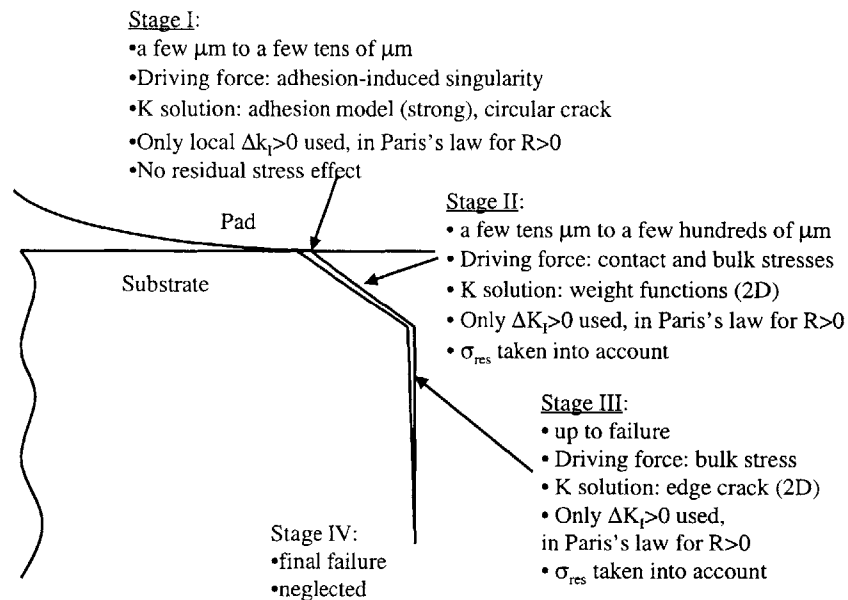 Stage I:
•a few μm to a few tens of μm
•Driving force: adhesion-induced singularity
•K solution: adhesion model (strong), circular crack
•Only local Δk_I>0 used, in Paris's law for R>0
•No residual stress effect
Pad
Substrate
Stage II:
• a few tens μm to a few hundreds of μm
• Driving force: contact and bulk stresses
• K solution: weight functions (2D)
• Only ΔK_I>0 used, in Paris's law for R>0
• σ_res taken into account
Stage III:
• up to failure
• Driving force: bulk stress
• K solution: edge crack (2D)
• Only ΔK_I>0 used,
in Paris's law for R>0
• σ_res taken into account
Stage IV:
•final failure
•neglected